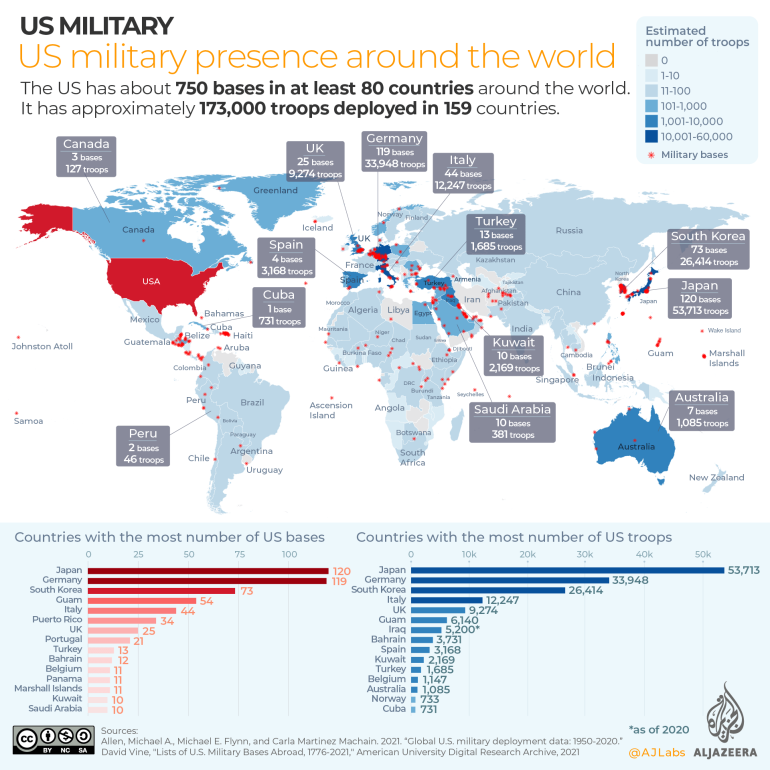 US MILITARY
US military presence around the world
The US has about 750 bases in at least 80 countries around the world.
It has approximately 173,000 troops deployed in 159 countries.
Estimated
number of troops
0
1-10
11-100
101-1,000
1,001-10,000
10,001-60,000
Military bases
Canada
3 bases
127 troops
UK
25 bases
9,274 troops
Germany
119 bases
33,948 troops
Italy
44 bases
12,247 troops
Turkey
13 bases
1,685 troops
South Korea
73 bases
26,414 troops
Spain
4 bases
3,168 troops
Japan
120 bases
53,713 troops
Cuba
1 base
731 troops
Kuwait
10 bases
2,169 troops
Saudi Arabia
10 bases
381 troops
Australia
7 bases
1,085 troops
Peru
2 bases
46 troops
Greenland
Canada
Iceland
Norway
Finland
UK
Russia
France
Spain
Turkey
Armenia
Kazakhstan
Tajikistan
Afghanistan
Pakistan
Iran
North
Korea
Japan
China
India
USA
Mexico
Bahamas
Cuba
Haiti
Belize
Guatemala
Aruba
Colombia
Guyana
Johnston Atoll
Samoa
Peru
Brazil
Bolivia
Paraguay
Argentina
Chile
Uruguay
Morocco
Algeria
Libya
Egypt
Mauritania
Niger
Chad
Sudan
Burkina Faso
Guinea
Djibouti
Ethiopia
DRC
Burundi
Tanzania
Seychelles
Ascension
Island
Angola
Botswana
South
Africa
Cambodia
Singapore
Brunei
Indonesia
Wake Island
Guam
Marshall
Islands
Australia
New Zealand
Countries with the most number of US bases
0 25 50 75 100
Japan 120
Germany 119
South Korea 73
Guam 54
Italy 44
Puerto Rico 34
UK 25
Portugal 21
Turkey 13
Bahrain 12
Belgium 11
Panama 11
Marshall Islands 11
Kuwait 10
Saudi Arabia 10
Countries with the most number of US troops
0 10k 20k 30k 40k 50k
Japan 53,713
Germany 33,948
South Korea 26,414
Italy 12,247
UK 9,274
Guam 6,140
Iraq 5,200*
Bahrain 3,731
Spain 3,168
Kuwait 2,169
Turkey 1,685
Belgium 1,147
Australia 1,085
Norway 733
Cuba 731
*as of 2020
cc
BY NC SA
Sources:
Allen, Michael A., Michael E. Flynn, and Carla Martinez Machain. 2021. “Global U.S. military deployment data: 1950-2020.”
David Vine, "Lists of U.S. Military Bases Abroad, 1776-2021," American University Digital Research Archive, 2021
@AJLabs ALJAZEERA